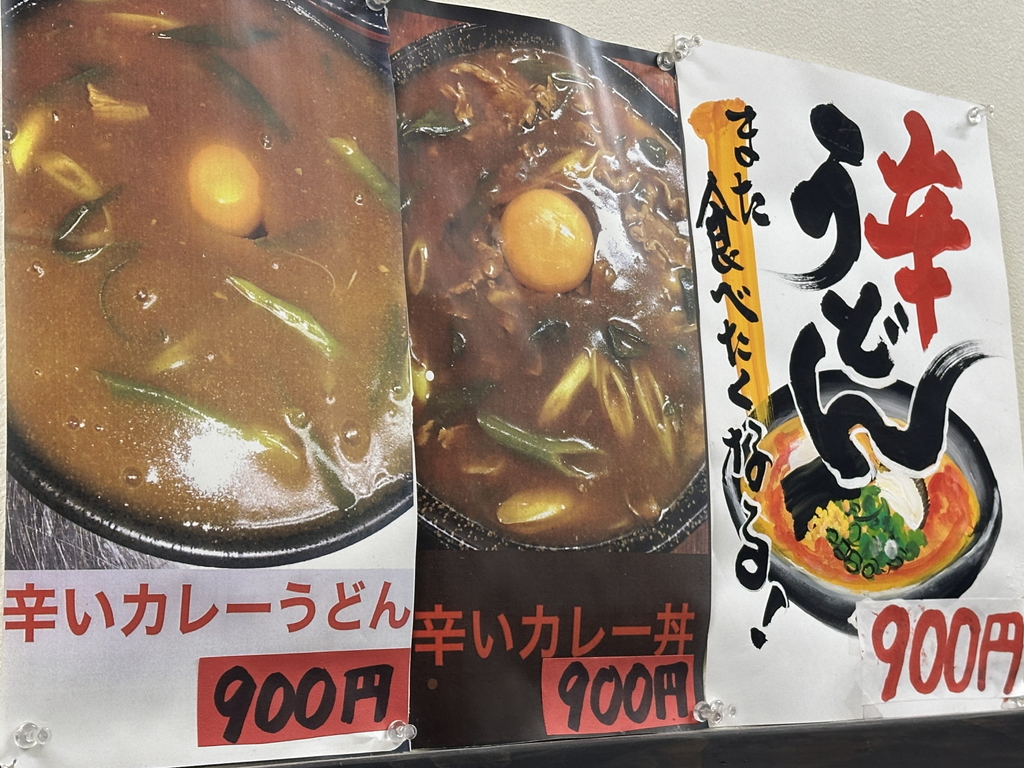 辛いカレーうどん
900円
辛いカレー丼
900円
辛
うどん
また食べたくなる!
900円